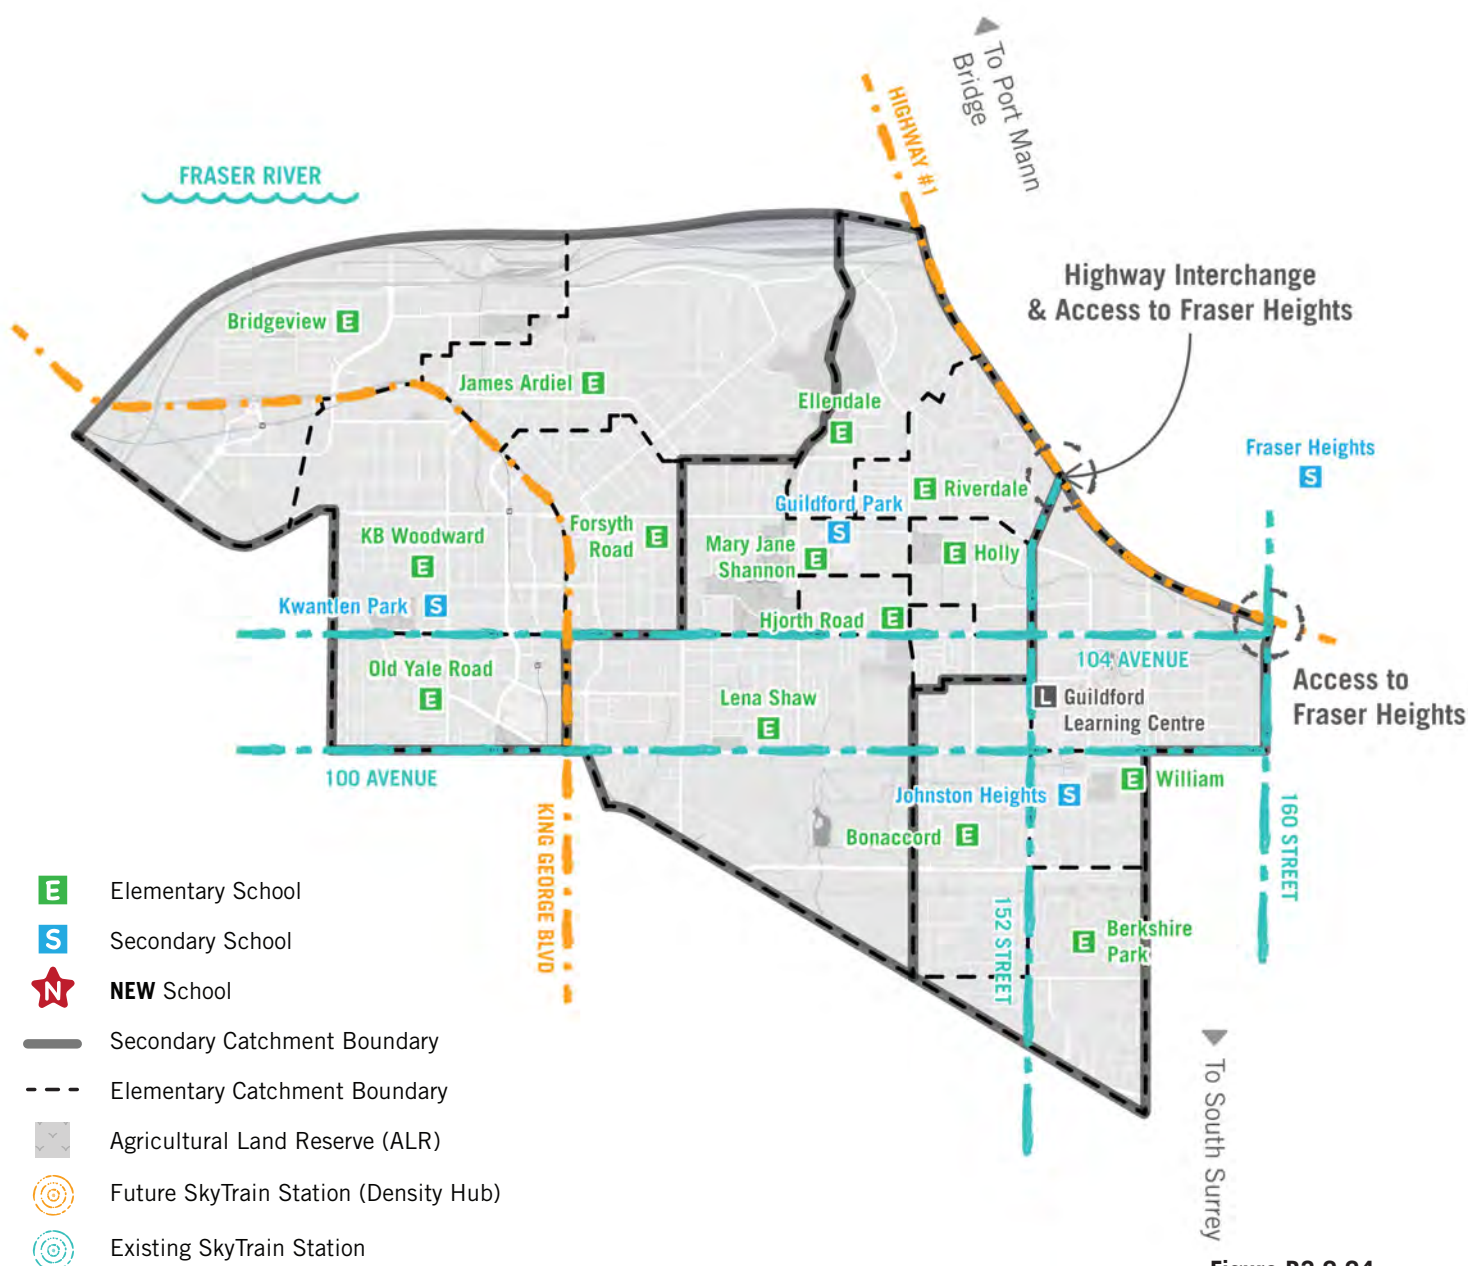 To Port Mann
Bridge
HIGHWAY #1
FRASER RIVER
Highway Interchange
& Access to Fraser Heights
Bridgeview E
James Ardiel E
Ellendale
E
Fraser Heights
S
E Riverdale
Guildford Park
S
KB Woodward
E
Forsyth
Road E
Mary Jane
Shannon E
E Holly
Kwantlen Park S
Hjorth Road E
104 AVENUE
Old Yale Road
E
Lena Shaw
E
L Guildford
Learning Centre
Access to
Fraser Heights
100 AVENUE
E William
Johnston Heights S
Bonaccord E
KING GEORGE BLVD
160 STREET
152 STREET
E Berkshire
Park
To South Surrey
E Elementary School
S Secondary School
N NEW School
Secondary Catchment Boundary
Elementary Catchment Boundary
Agricultural Land Reserve (ALR)
Future SkyTrain Station (Density Hub)
Existing SkyTrain Station